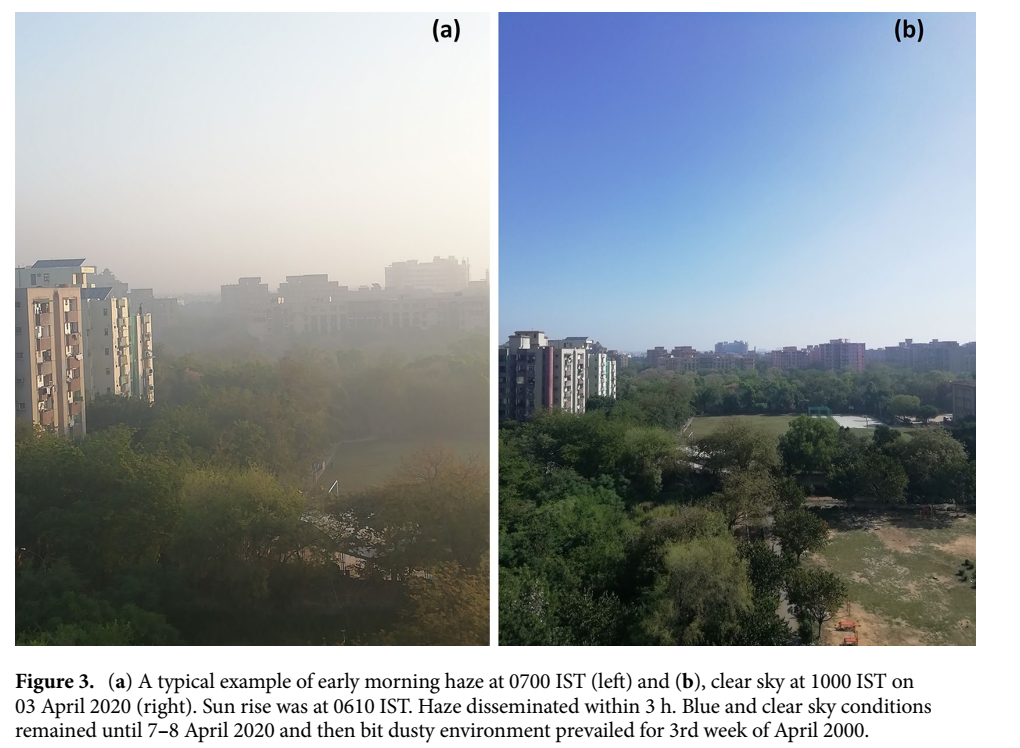 (a)
(b)
Figure 3. (a) A typical example of early morning haze at 0700 IST (left) and (b), clear sky at 1000 IST on
03 April 2020 (right). Sun rise was at 0610 IST. Haze disseminated within 3 h. Blue and clear sky conditions
remained until 7–8 April 2020 and then bit dusty environment prevailed for 3rd week of April 2000.